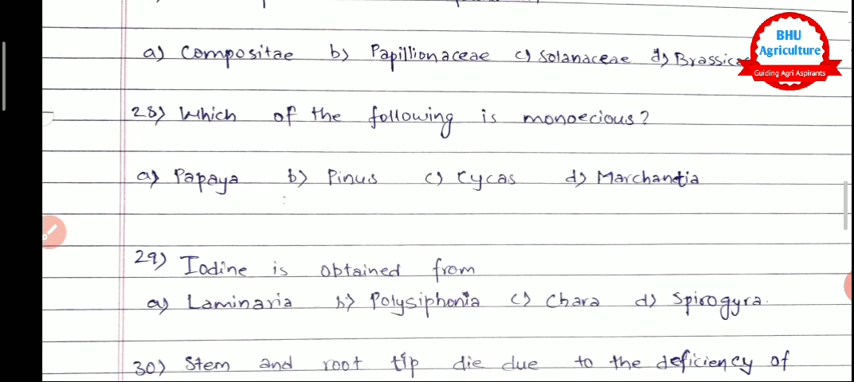 a) Compositae b) Papillionaceae c) Solanaceae d) Brassicac
BHU
Agriculture
Guiding Agri Aspirants
28) Which of the following is monoecious?
a) Papaya b) Pinus c) Cycas d) Marchantia
29) Iodine is obtained from
a) Laminaria b) Polysiphonia c) Chara d) Spirogyra.
30) Stem and root tip die due to the deficiency of